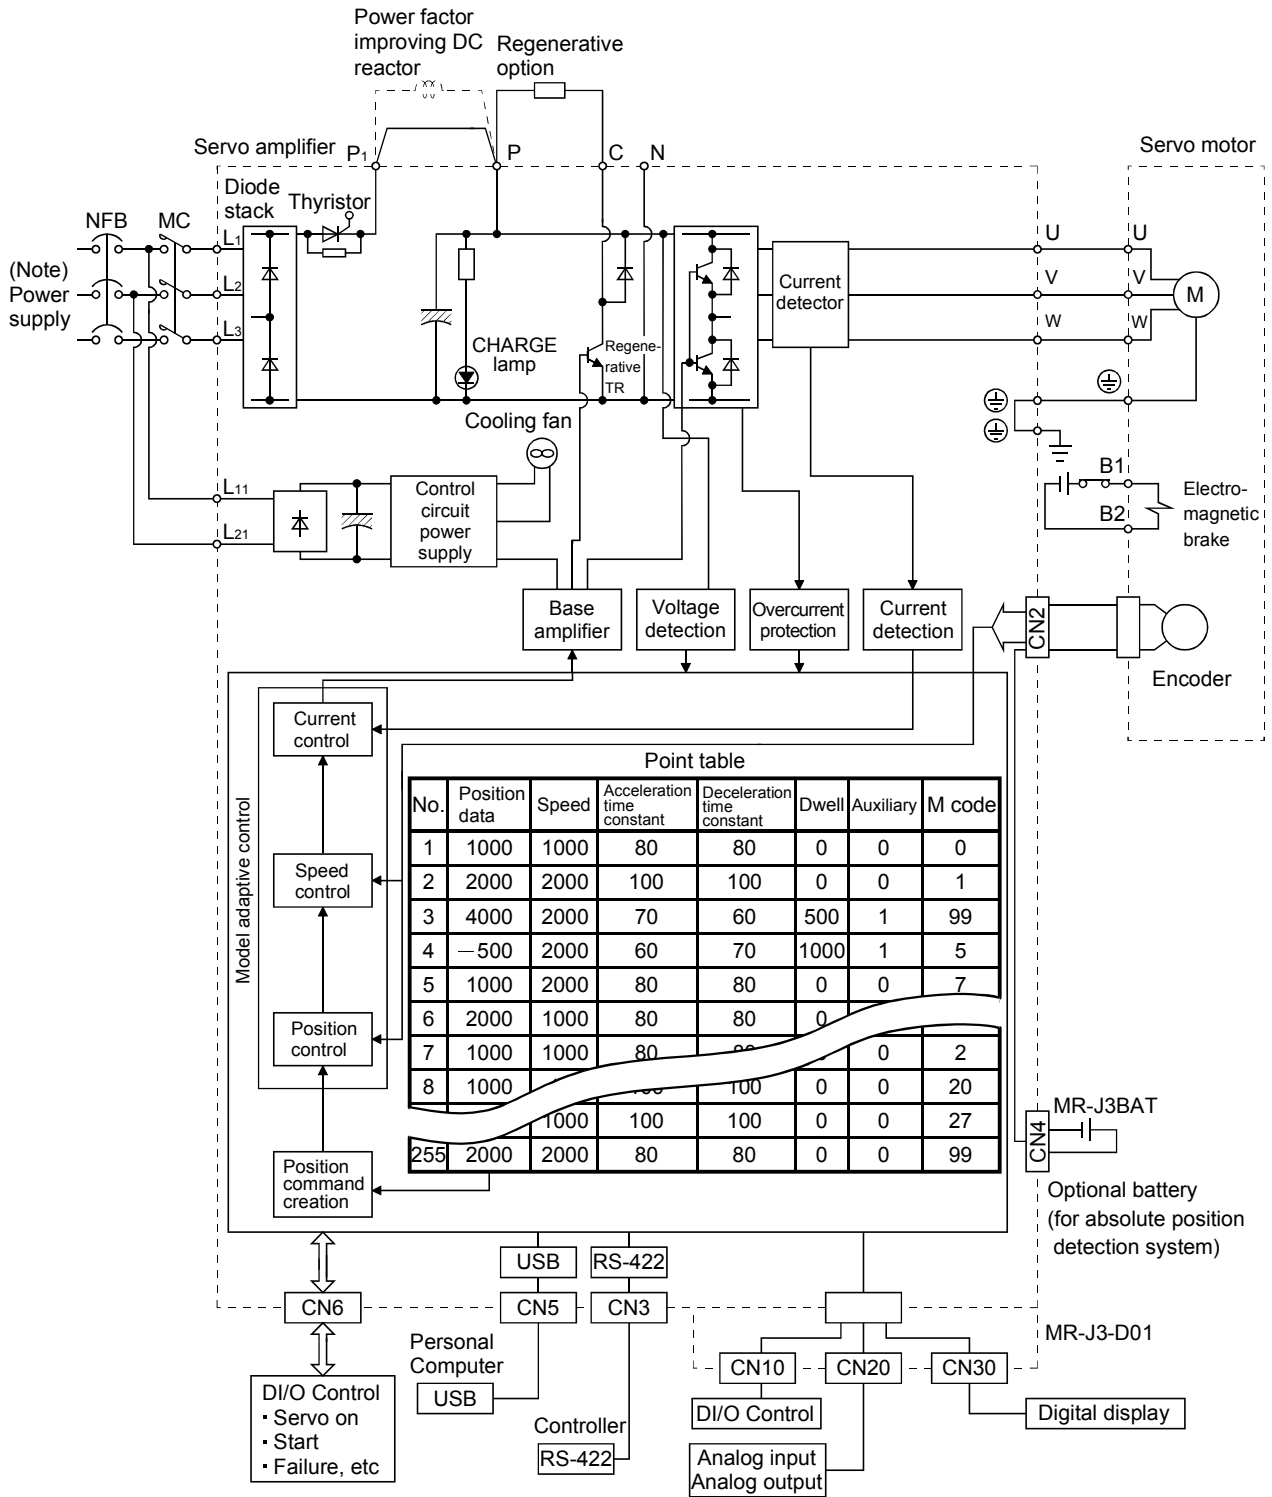 Power factor
improving DC
reactor
Regenerative
option
Servo amplifier
P1
P
C
N
Servo motor
Diode
stack
Thyristor
NFB
MC
L1
L2
L3
(Note)
Power
supply
CHARGE
lamp
Regene-
rative
TR
Current
detector
U
V
W
U
V
W
M
Cooling fan
L11
L21
Control
circuit
power
supply
B1
B2
Electro-
magnetic
brake
Base
amplifier
Voltage
detection
Overcurrent
protection
Current
detection
CN2
Encoder
Model adaptive control
Current
control
Speed
control
Position
control
Position
command
creation
Point table
No. Position data Speed Acceleration time constant Deceleration time constant Dwell Auxiliary M code
1 1000 1000 80 80 0 0 0
2 2000 2000 100 100 0 0 1
3 4000 2000 70 60 500 1 99
4 −500 2000 60 70 1000 1 5
5 1000 2000 80 80 0 0 7
6 2000 1000 80 80 0
7 1000 1000 80 80 0 2
8 1000 100 100 0 0 20
1000 100 100 0 0 27
255 2000 2000 80 80 0 0 99
CN4
MR-J3BAT
Optional battery
(for absolute position
detection system)
USB
RS-422
CN6
CN5
CN3
MR-J3-D01
Personal
Computer
USB
CN10
CN20
CN30
DI/O Control
· Servo on
· Start
· Failure, etc
Controller
RS-422
DI/O Control
Analog input
Analog output
Digital display